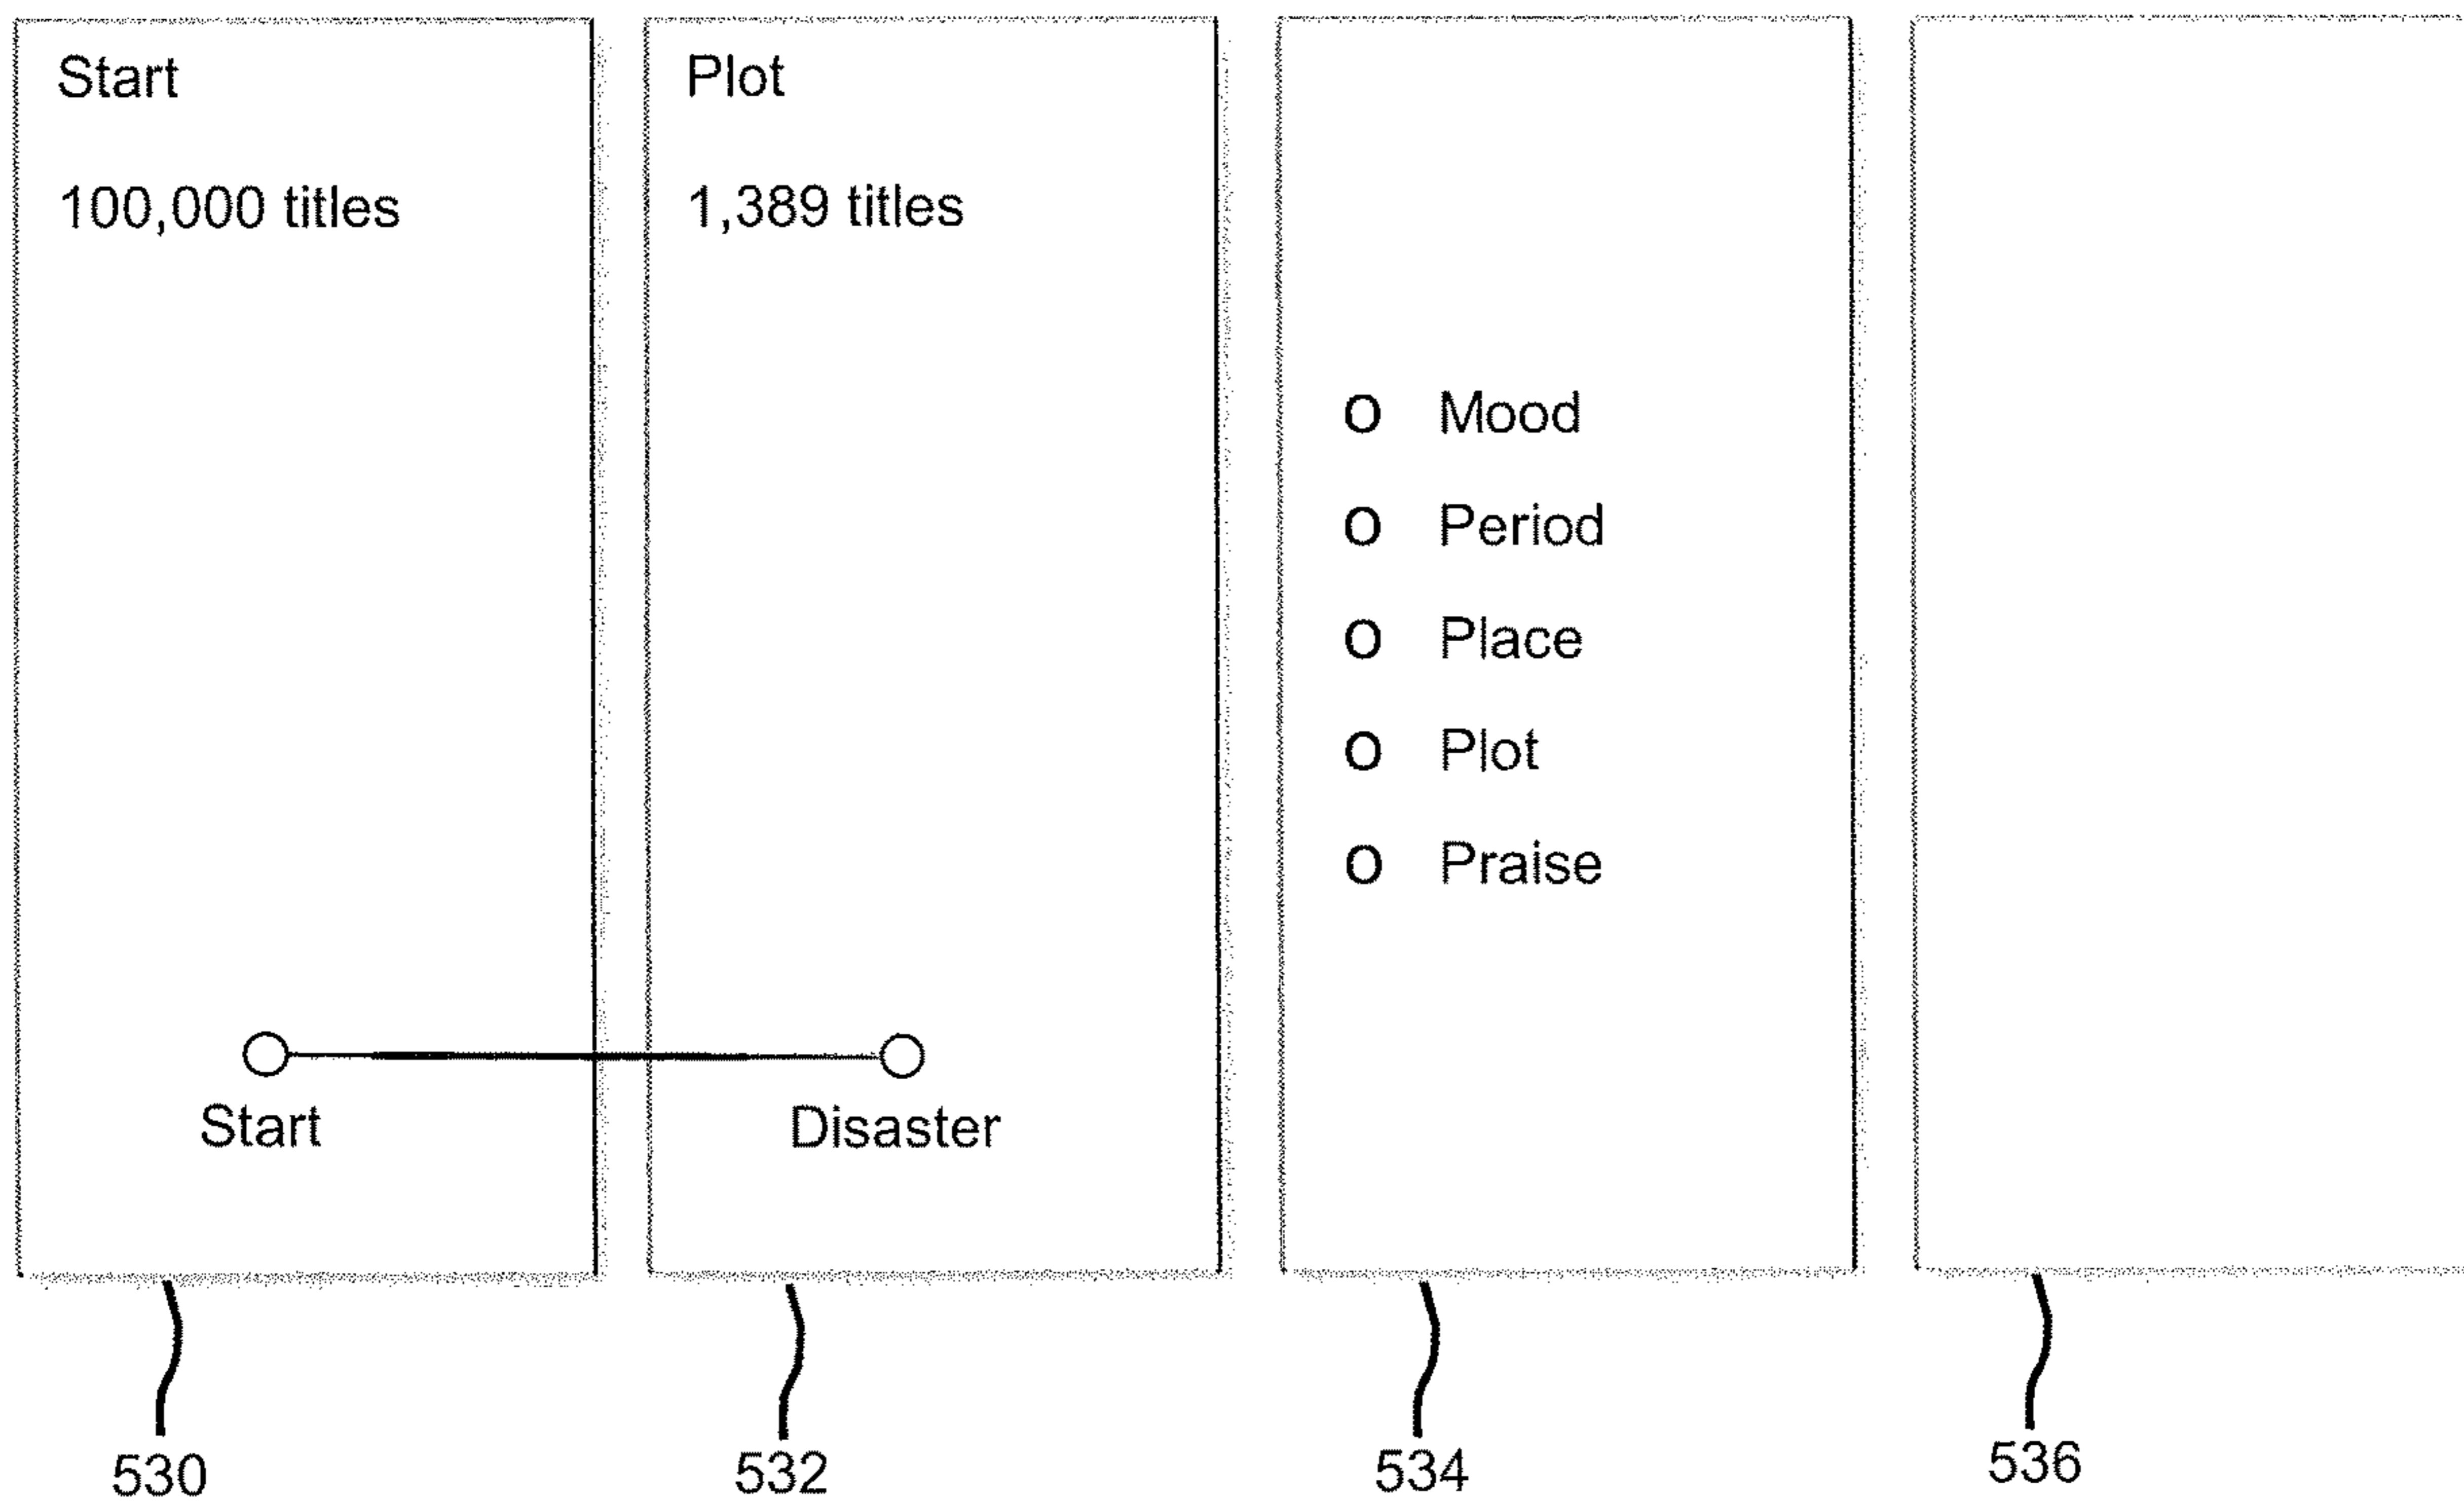 Start
100,000 titles
Start
Plot
1,389 titles
Disaster
o Mood
o Period
o Place
o Plot
o Praise
530
532
534
536